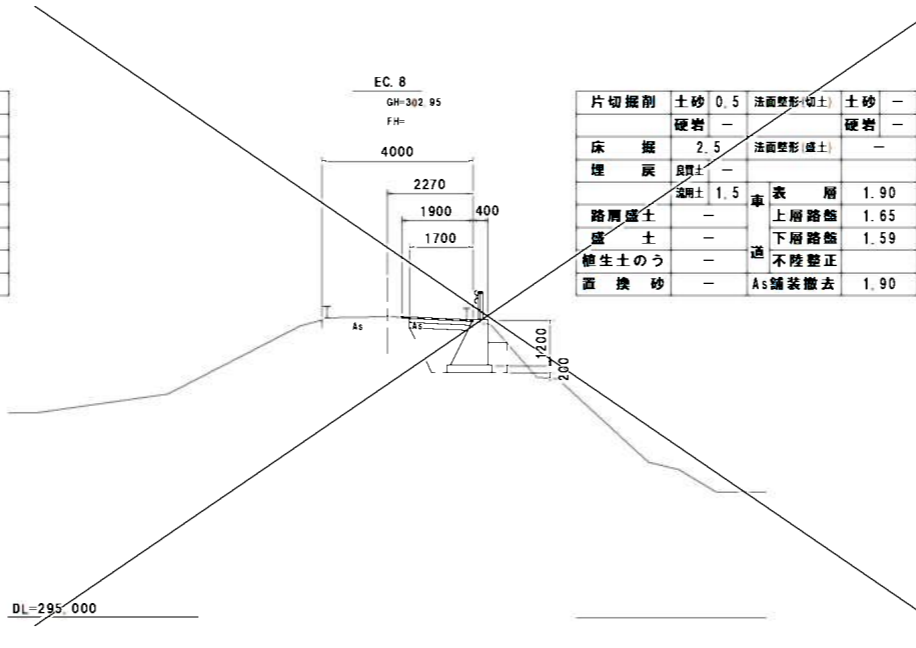 EC. 8
GH=302. 95
FH=
4000
2270
1900 400
1700
As As
1200
200
DL=295. 000
片切掘削 土砂 0. 5 法面整形(切土) 土砂 −
硬岩 − 硬岩 −
床掘 2. 5 法面整形(盛土) −
埋戻 良質土 −
流用土 1. 5 車道 表層 1. 90
路肩盛土 − 上層路盤 1. 65
盛土 − 下層路盤 1. 59
植生土のう − 不陸整正
置換砂 − As舗装撤去 1. 90